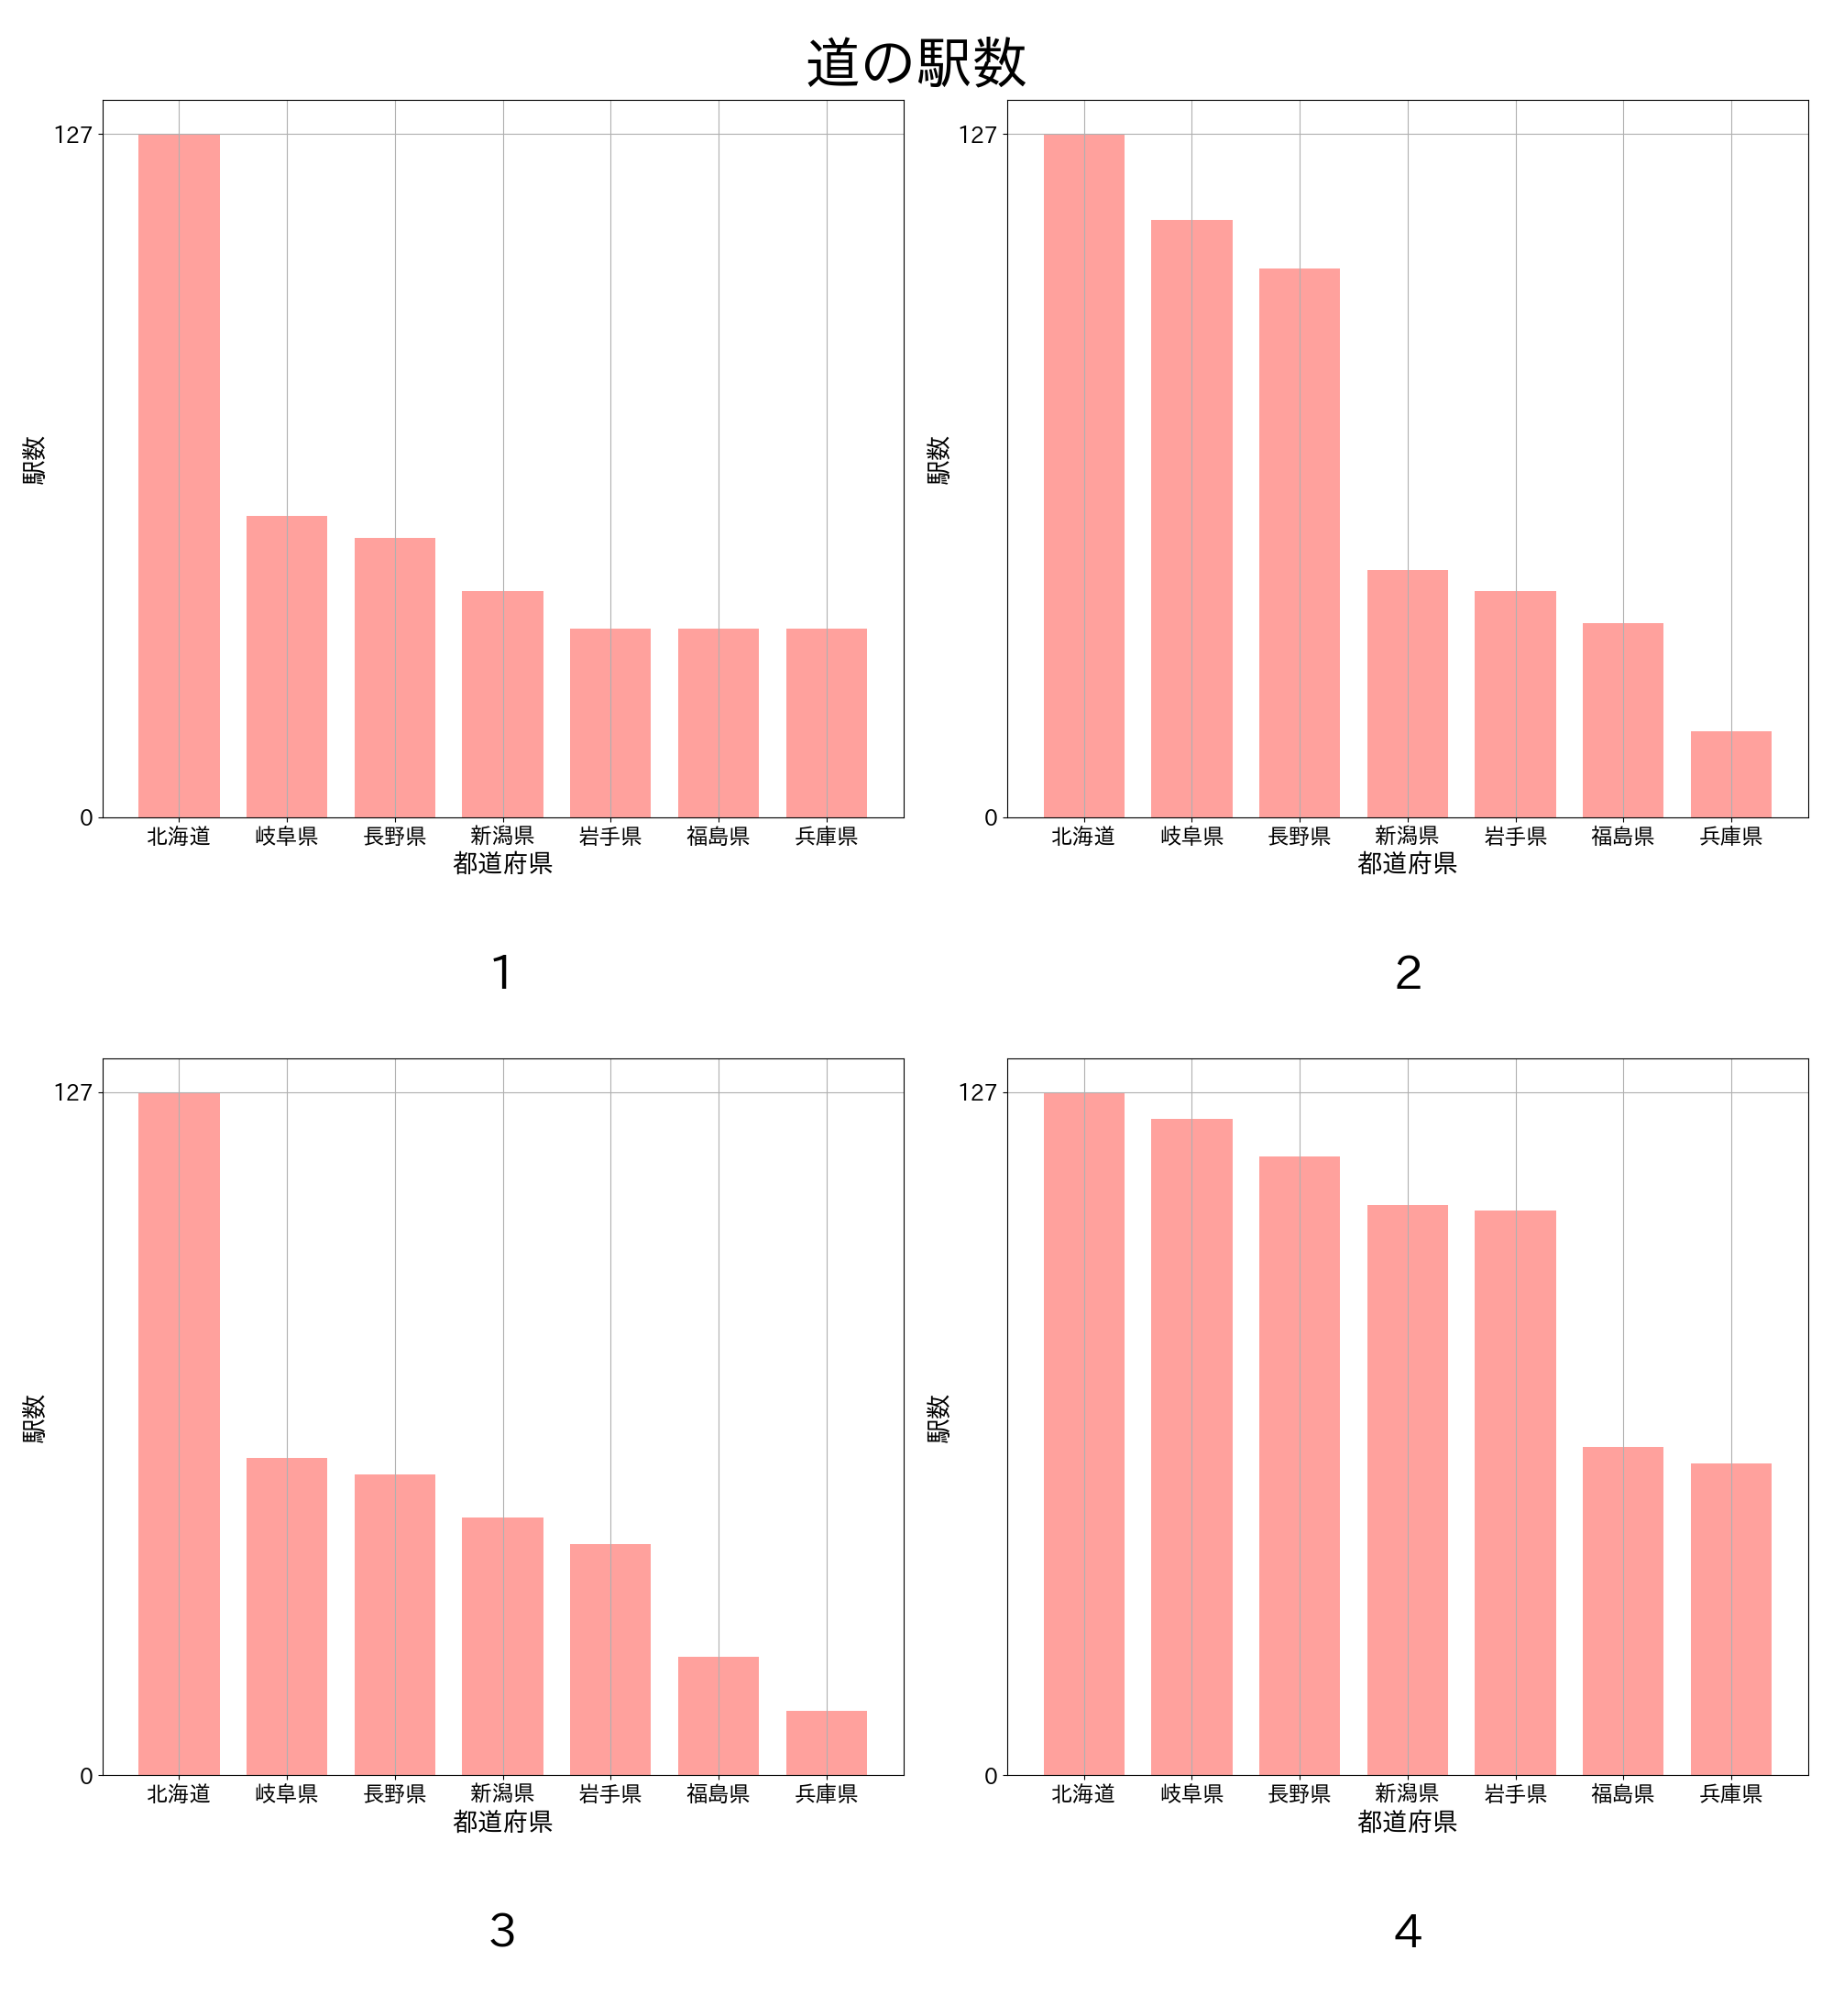 道の駅数
127
0
駅数
北海道 岐阜県 長野県 新潟県 岩手県 福島県 兵庫県
都道府県
1
127
0
駅数
北海道 岐阜県 長野県 新潟県 岩手県 福島県 兵庫県
都道府県
2
127
0
駅数
北海道 岐阜県 長野県 新潟県 岩手県 福島県 兵庫県
都道府県
3
127
0
駅数
北海道 岐阜県 長野県 新潟県 岩手県 福島県 兵庫県
都道府県
4